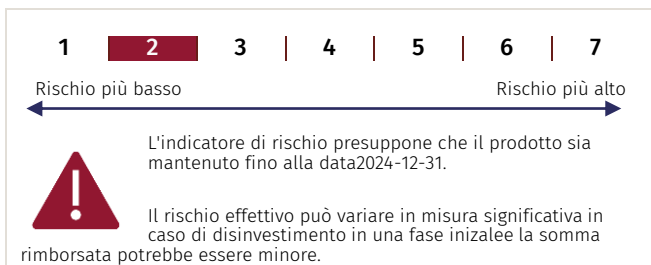 1 2 3 4 5 6 7
Rischio più basso Rischio più alto
L'indicatore di rischio presuppone che il prodotto sia
mantenuto fino alla data2024-12-31.
Il rischio effettivo può variare in misura significativa in
caso di disinvestimento in una fase inizalee la somma
rimborsata potrebbe essere minore.